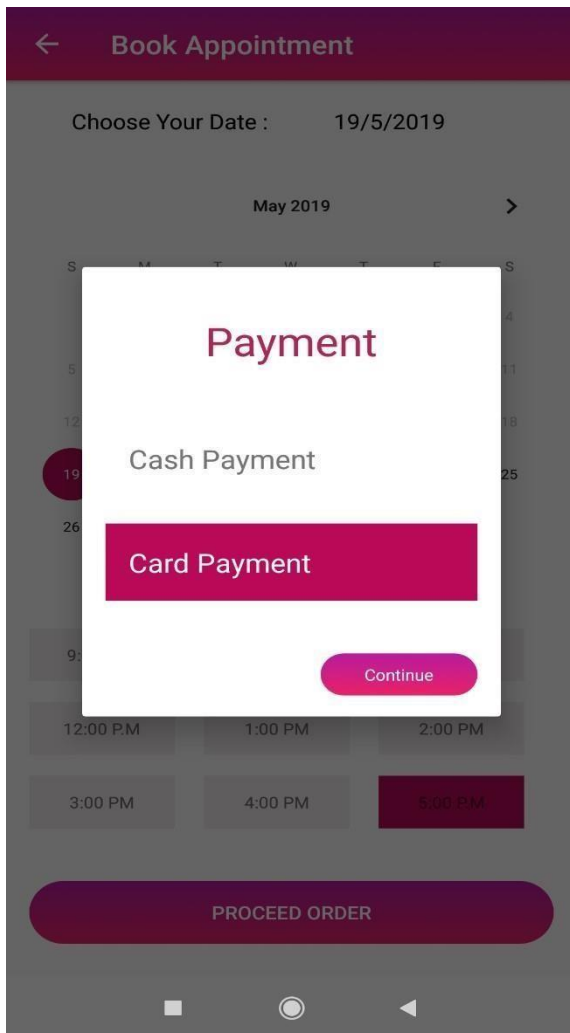 Book Appointment
Choose Your Date : 19/5/2019
May 2019
S M T W T F S
4
5 11
12 18
19 25
26
Payment
Cash Payment
Card Payment
Continue
9:
12:00 P.M 1:00 PM 2:00 PM
3:00 PM 4:00 PM 5:00 P.M
PROCEED ORDER